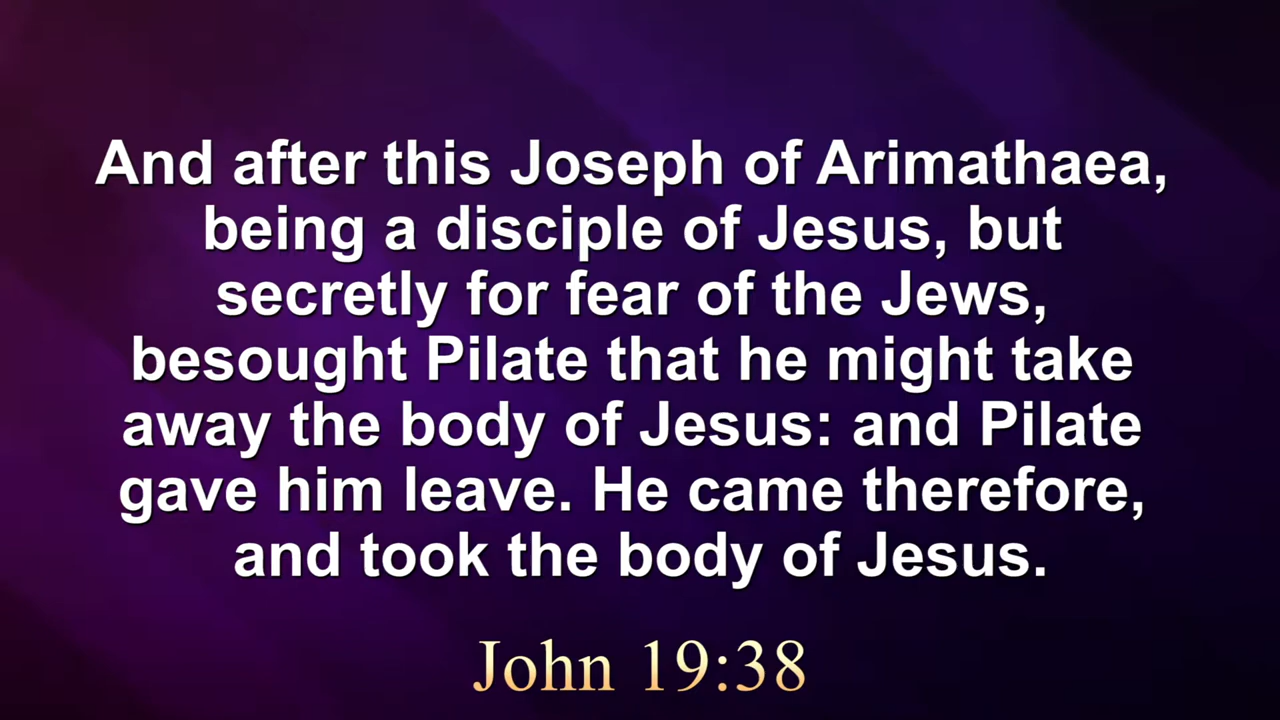 And after this Joseph of Arimathaea,
being a disciple of Jesus, but
secretly for fear of the Jews,
besought Pilate that he might take
away the body of Jesus: and Pilate
gave him leave. He came therefore,
and took the body of Jesus.
John 19:38